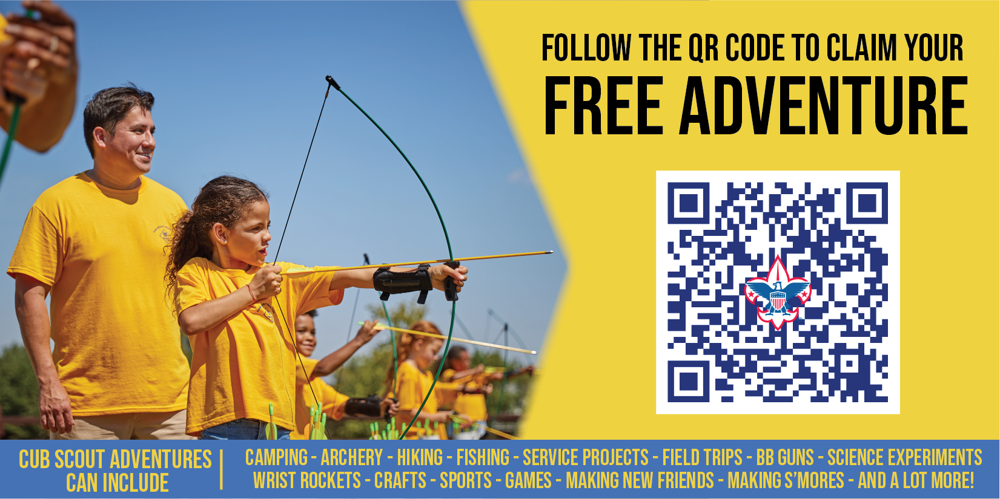 FOLLOW THE QR CODE TO CLAIM YOUR
FREE ADVENTURE
CUB SCOUT ADVENTURES
CAN INCLUDE
CAMPING - ARCHERY - HIKING - FISHING - SERVICE PROJECTS - FIELD TRIPS - BB GUNS - SCIENCE EXPERIMENTS
WRIST ROCKETS - CRAFTS - SPORTS - GAMES - MAKING NEW FRIENDS - MAKING S'MORES - AND A LOT MORE!